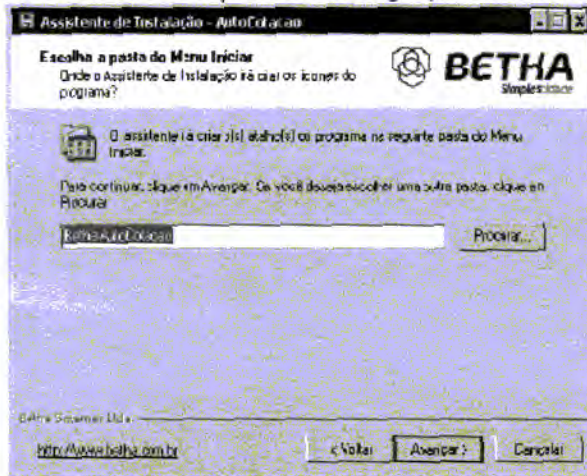 Assistente de Instalação - AutoCotacao
Escolha a pasta do Menu Iniciar
Onde o Assistente de Instalação irá criar os ícones do
programa?
BETHA
Simplesidade
O assistente irá criar o(s) atalho(s) do programa na seguinte pasta do Menu
Iniciar.
Para continuar, clique em Avançar. Se você deseja escolher uma outra pasta, clique em
Procurar.
Betha AutoCotacao
Procurar...
Betha Sistemas Ltda.
http://www.betha.com.br
< Voltar
Avançar >
Cancelar